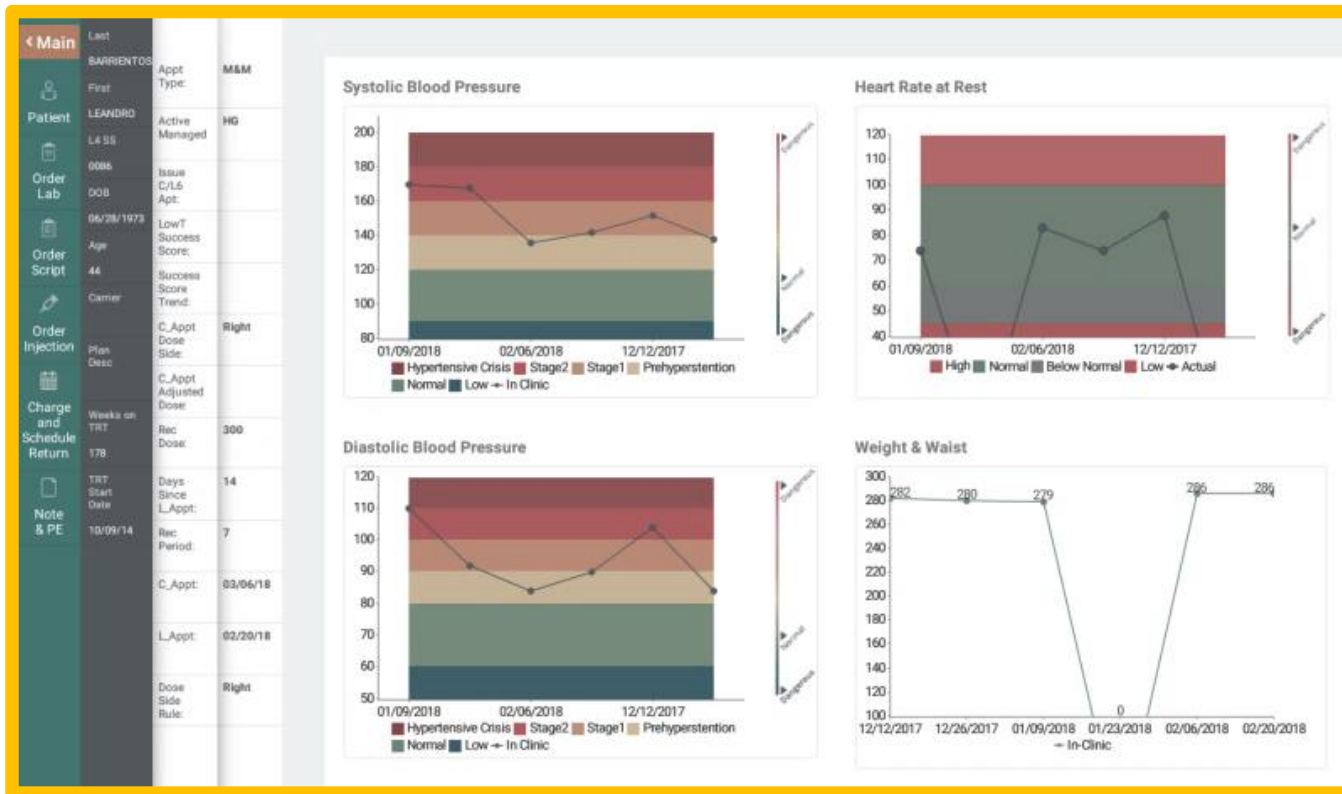 < Main
Patient
Order
Lab
Order
Script
Order
Injection
Charge
and
Schedule
Return
Note
& PE
Last
BARRIENTOS
First
LEANDRO
L4 SS
0086
DOB
06/28/1973
Age
44
Carrier
Plan
Desc
Weeks on
TRT
178
TRT
Start
Date
10/09/14
Appt
Type:
M&M
Active
Managed
HG
Issue
C/L6
Apt:
LowT
Success
Score:
Success
Score
Trend:
C_Appt
Dose
Side:
Right
C_Appt
Adjusted
Dose:
Rec
Dose:
300
Days
Since
L_Appt:
14
Rec
Period:
7
C_Appt:
03/06/18
L_Appt:
02/20/18
Dose
Side
Rule:
Right
Systolic Blood Pressure
200
180
160
140
120
100
80
01/09/2018 02/06/2018 12/12/2017
Hypertensive Crisis Stage2 Stage1 Prehyperstention
Normal Low In Clinic
Dangerous
Normal
Dangerous
Heart Rate at Rest
120
110
100
90
80
70
60
50
40
01/09/2018 02/06/2018 12/12/2017
High Normal Below Normal Low Actual
Dangerous
Normal
Dangerous
Diastolic Blood Pressure
120
110
100
90
80
70
60
50
01/09/2018 02/06/2018 12/12/2017
Hypertensive Crisis Stage2 Stage1 Prehyperstention
Normal Low In Clinic
Dangerous
Normal
Dangerous
Weight & Waist
300
280
260
240
220
200
180
160
140
120
100
282 280 279 0 286 286
12/12/2017 12/26/2017 01/09/2018 01/23/2018 02/06/2018 02/20/2018
In-Clinic